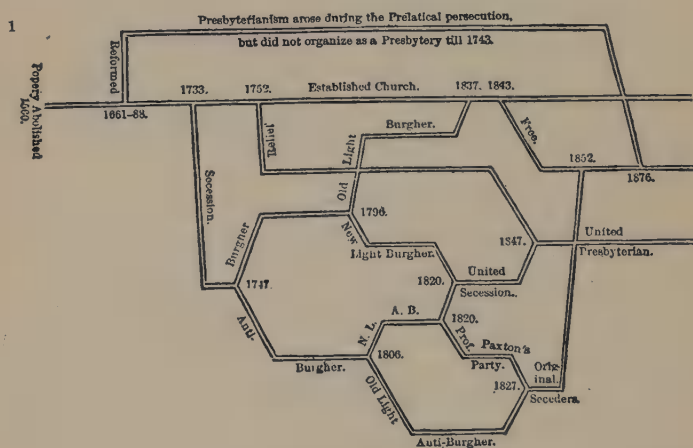 1
Presbyterianism arose during the Prelatical persecution,
but did not organize as a Presbytery till 1743.
Reformed
Popery Abolished
1733.
1752.
Established Church.
1837.
1843.
1661-88.
Relief
Burgher.
Light
Old
Free.
1852.
1876.
Secession.
Burgher
1796.
New
Light Burgher.
1847.
United
Presbyterian.
1747.
1820.
United
Secession.
Anti-
Burgher.
N. L.
A. B.
1820.
Prof.
Paxton's
Party.
1806.
Old Light
1827.
Orig-
inal.
Seceders.
Anti-Burgher.